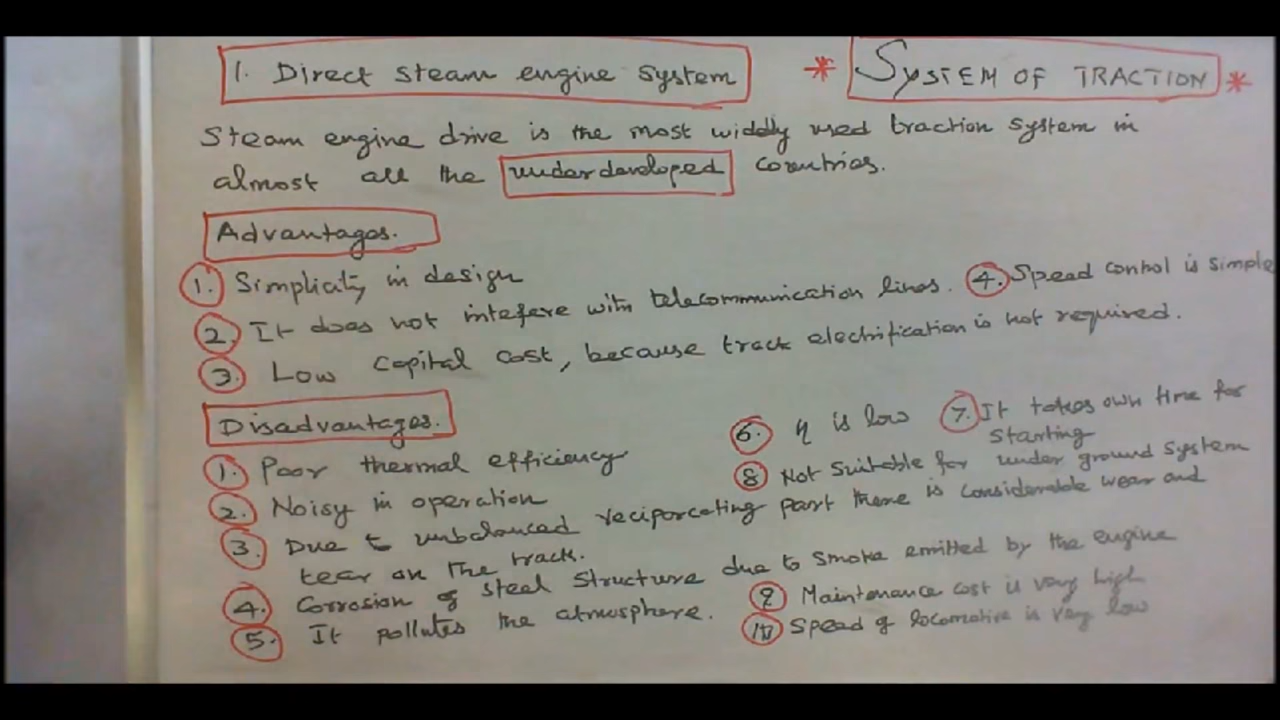 1. Direct steam engine system
* SYSTEM OF TRACTION *
Steam engine drive is the most widdly used traction system in
almost all the underdeveloped countries.
Advantages.
1. Simplicity in design
2. It does not intefere with telecommunication lines. 4. Speed control is simple
3. Low capital cost, because track electrification is not required.
Disadvantages.
1. Poor thermal efficiency
2. Noisy in operation
3. Due to unbalanced reciporcating part there is considerable wear and
tear on the track.
4. Corrosion of steel structure due to smoke emitted by the engine
5. It pollutes the atmosphere.
6. η is low
7. It takes own time for
starting
8 Not suitable for under ground system
9 Maintenance cost is very high
10 Speed of locomotive is very low